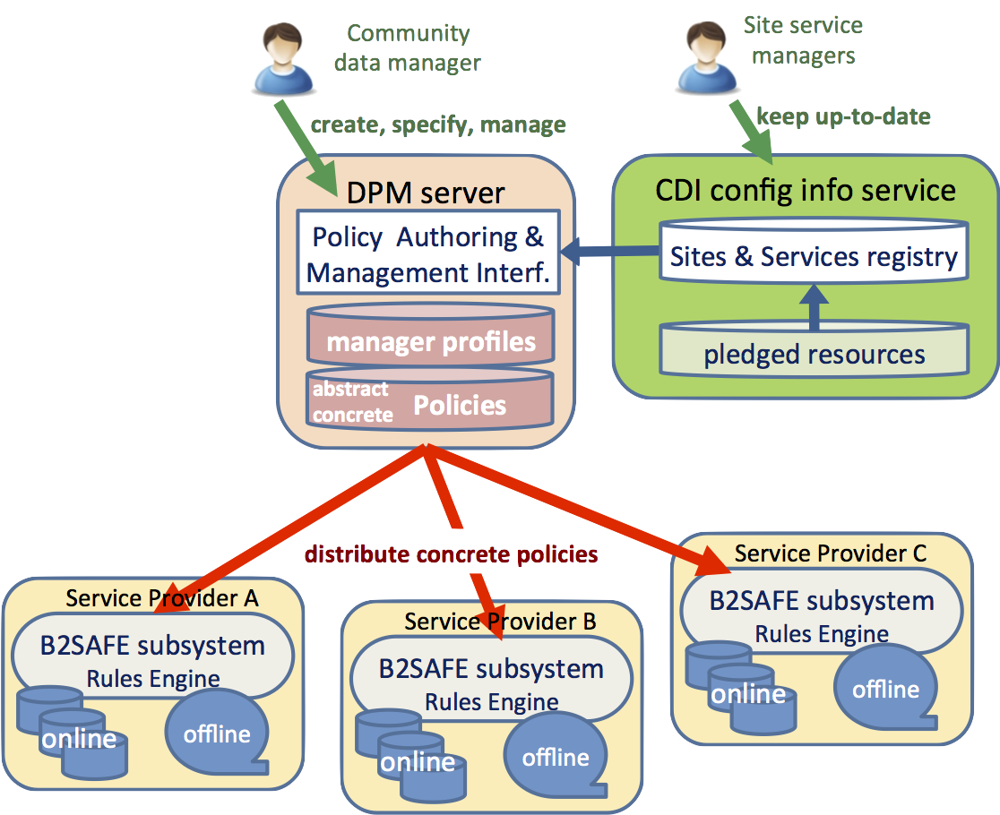 Community
data manager
Site service
managers
create, specify, manage
keep up-to-date
DPM server
Policy Authoring &
Management Interf.
manager profiles
abstract
concrete
Policies
CDI config info service
Sites & Services registry
pledged resources
distribute concrete policies
Service Provider A
B2SAFE subsystem
Rules Engine
online
offline
Service Provider B
B2SAFE subsystem
Rules Engine
online
offline
Service Provider C
B2SAFE subsystem
Rules Engine
online
offline